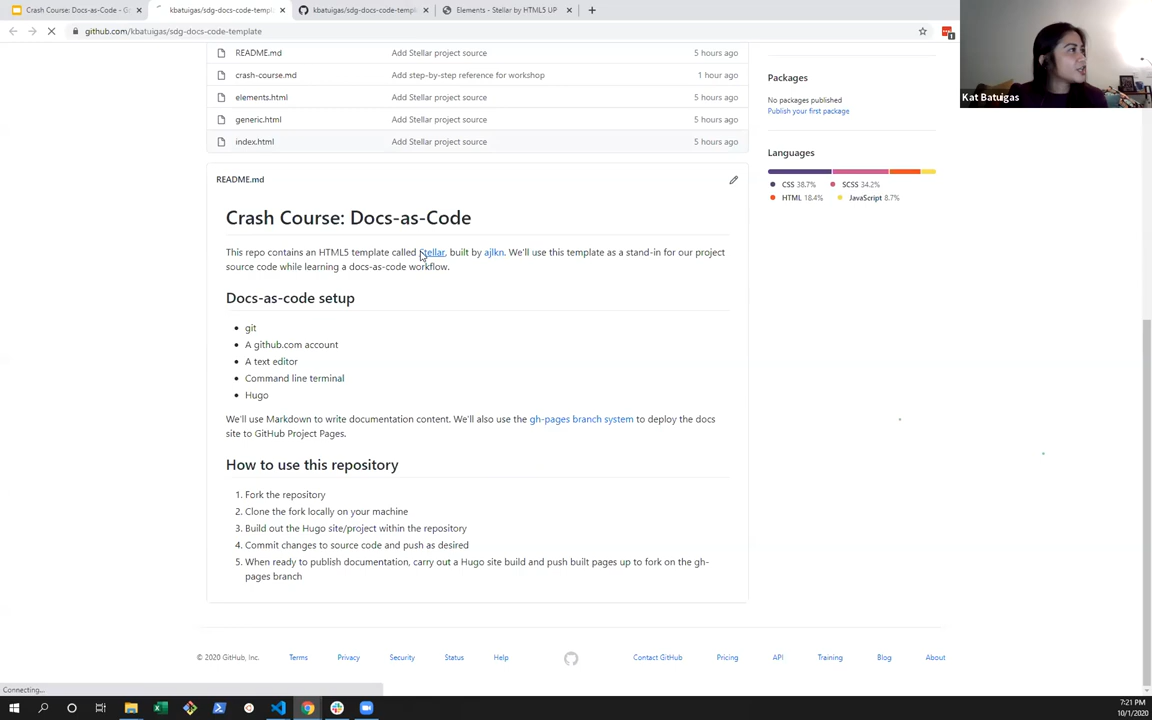 Crash Course: Docs-as-Code - G
kbatuigas/sdg-docs-code-templ
kbatuigas/sdg-docs-code-templ
Elements - Stellar by HTML5 UP
github.com/kbatuigas/sdg-docs-code-template
Kat Batuigas
README.md Add Stellar project source 5 hours ago
crash-course.md Add step-by-step reference for workshop 1 hour ago
elements.html Add Stellar project source 5 hours ago
generic.html Add Stellar project source 5 hours ago
index.html Add Stellar project source 5 hours ago
Packages
No packages published
Publish your first package
Languages
CSS 38.7% SCSS 34.2%
HTML 18.4% JavaScript 8.7%
README.md
Crash Course: Docs-as-Code
This repo contains an HTML5 template called Stellar, built by ajlkn. We'll use this template as a stand-in for our project
source code while learning a docs-as-code workflow.
Docs-as-code setup
git
A github.com account
A text editor
Command line terminal
Hugo
We'll use Markdown to write documentation content. We'll also use the gh-pages branch system to deploy the docs
site to GitHub Project Pages.
How to use this repository
1. Fork the repository
2. Clone the fork locally on your machine
3. Build out the Hugo site/project within the repository
4. Commit changes to source code and push as desired
5. When ready to publish documentation, carry out a Hugo site build and push built pages up to fork on the gh-
pages branch
© 2020 GitHub, Inc. Terms Privacy Security Status Help Contact GitHub Pricing API Training Blog About
Connecting...
7:21 PM
10/1/2020